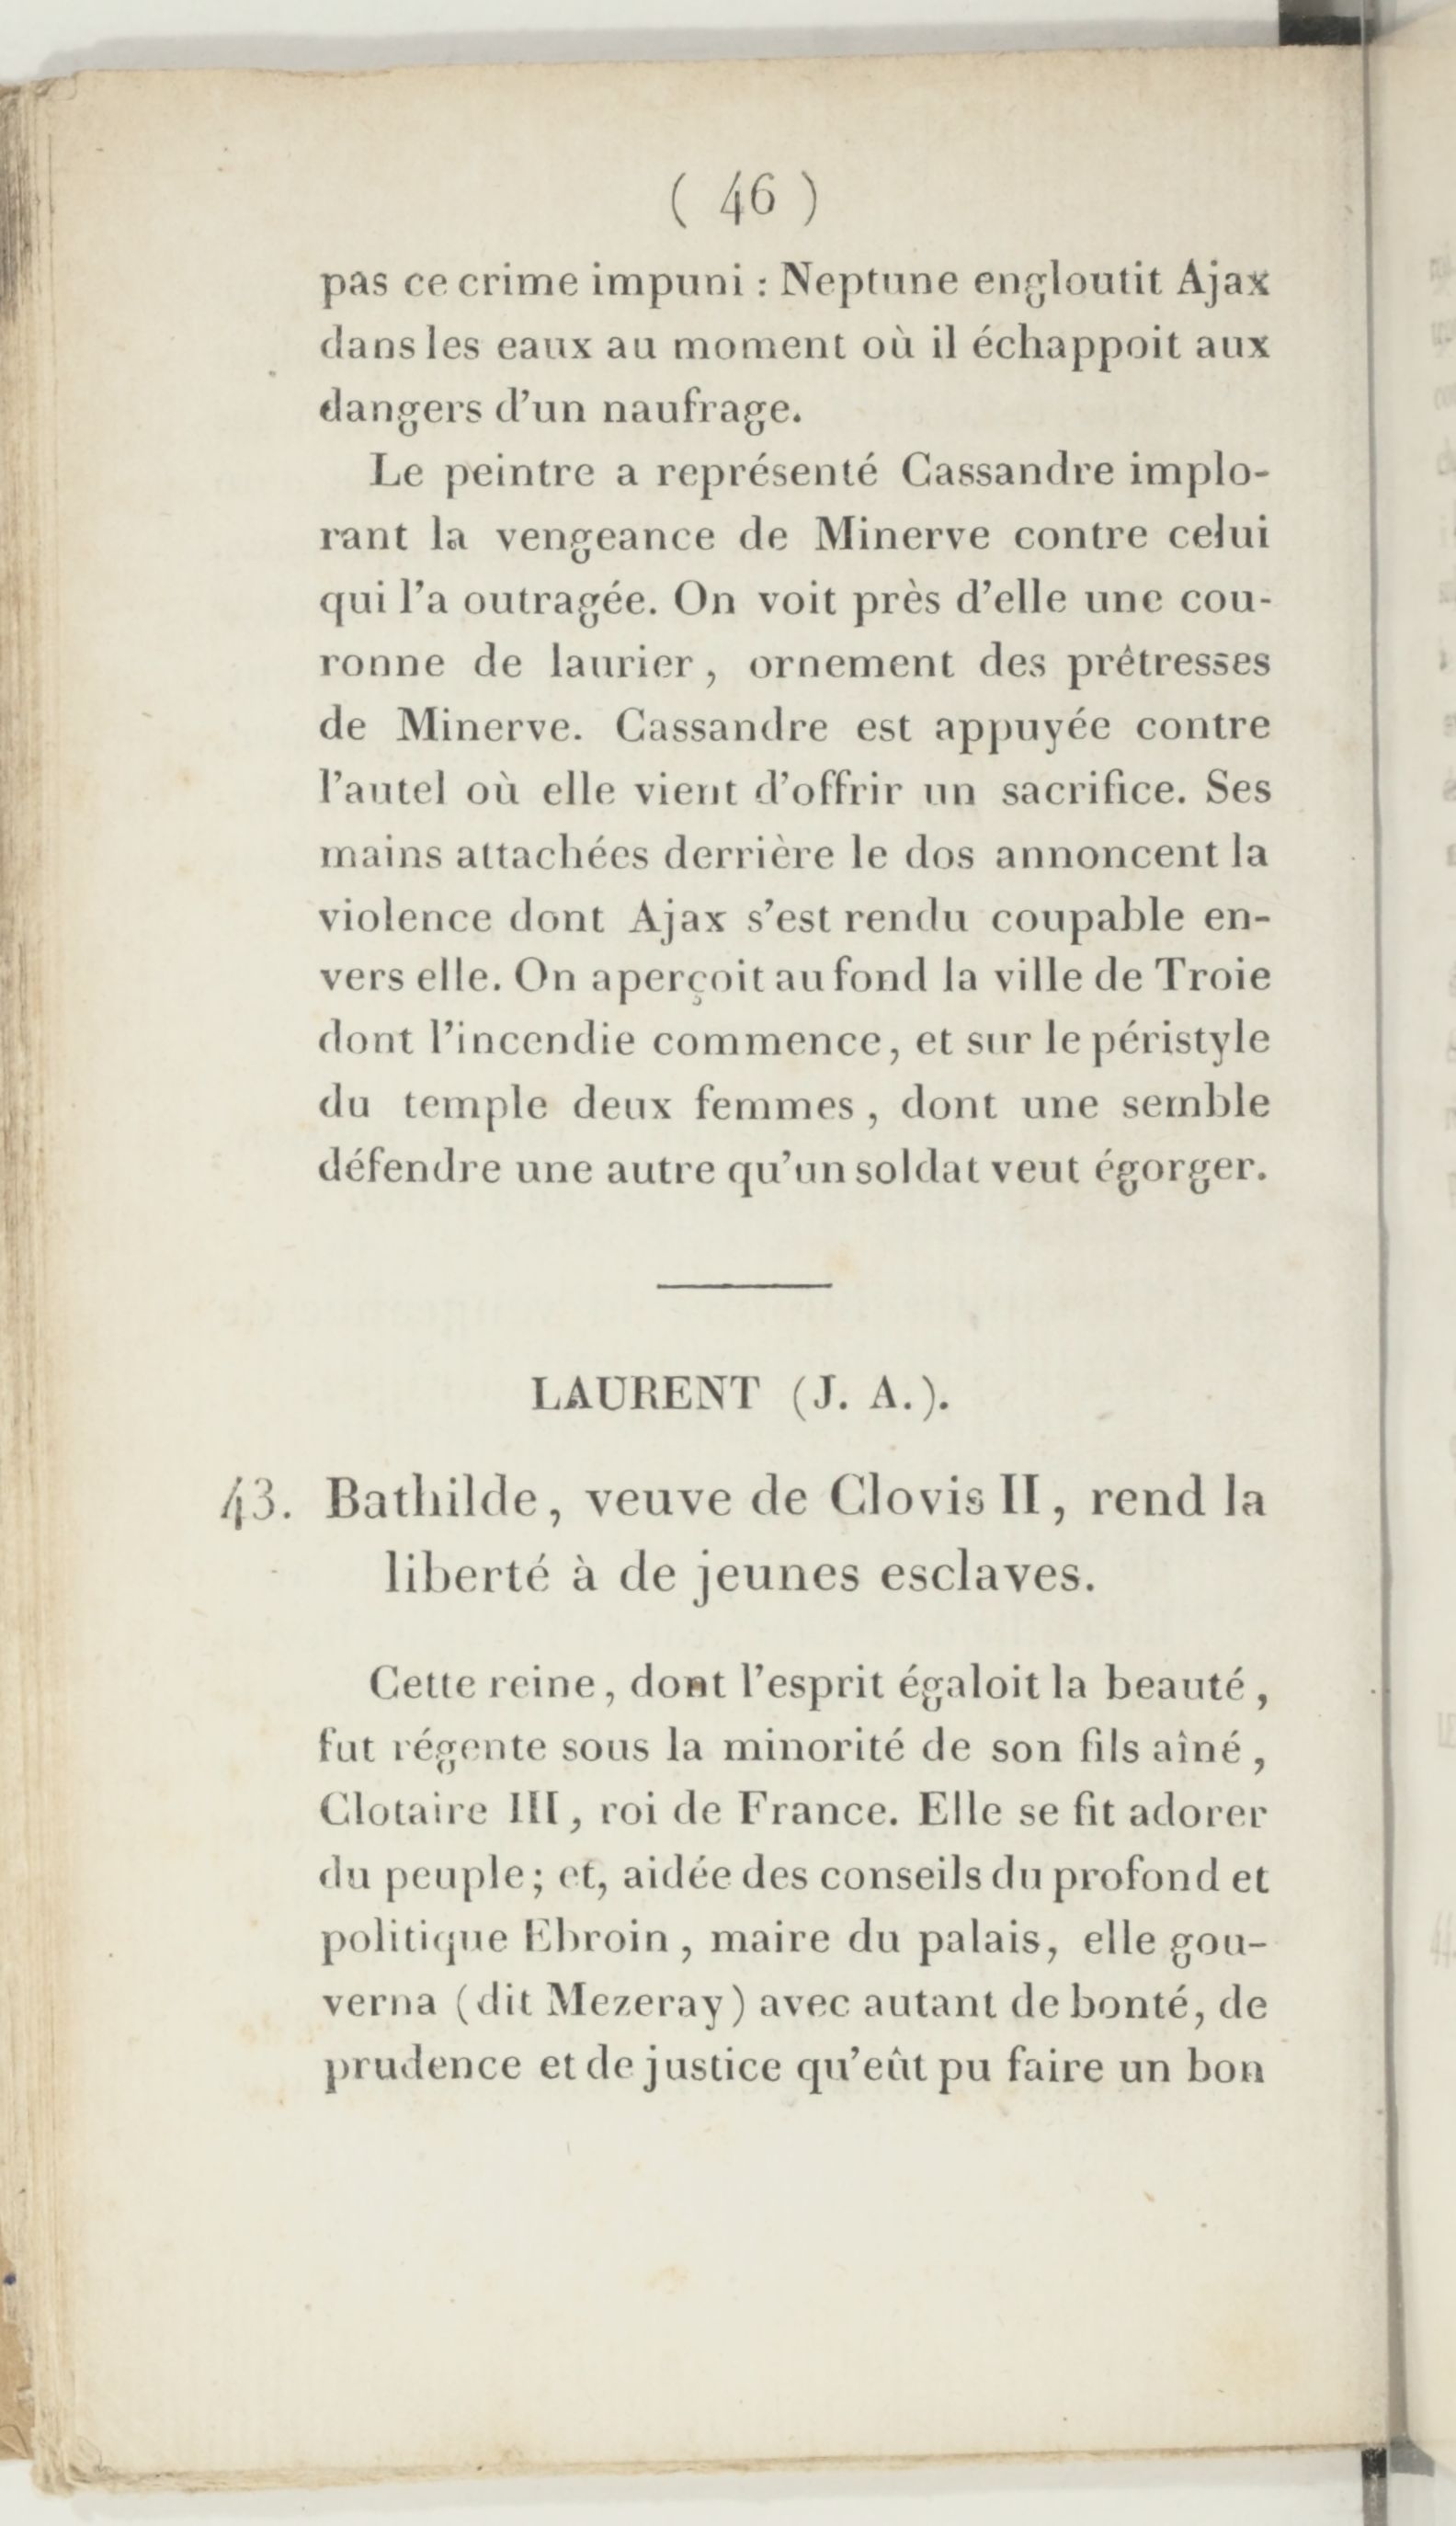 ( 46 )
pas ce crime impuni : Neptune engloutit Ajax
dans les eaux au moment où il échappoit aux
dangers d'un naufrage.
Le peintre a représenté Cassandre implo-
rant la vengeance de Minerve contre celui
qui l'a outragée. On voit près d'elle une cou-
ronne de laurier, ornement des prêtresses
de Minerve. Cassandre est appuyée contre
l'autel où elle vient d'offrir un sacrifice. Ses
mains attachées derrière le dos annoncent la
violence dont Ajax s'est rendu coupable en-
vers elle. On aperçoit au fond la ville de Troie
dont l'incendie commence, et sur le péristyle
du temple deux femmes, dont une semble
défendre une autre qu'un soldat veut égorger.
LAURENT (J. A.).
43. Bathilde, veuve de Clovis II, rend la
liberté à de jeunes esclaves.
Cette reine, dont l'esprit égaloit la beauté,
fut régente sous la minorité de son fils aîné,
Clotaire III, roi de France. Elle se fit adorer
du peuple; et, aidée des conseils du profond et
politique Ebroin, maire du palais, elle gou-
verna (dit Mezeray) avec autant de bonté, de
prudence et de justice qu'eût pu faire un bon